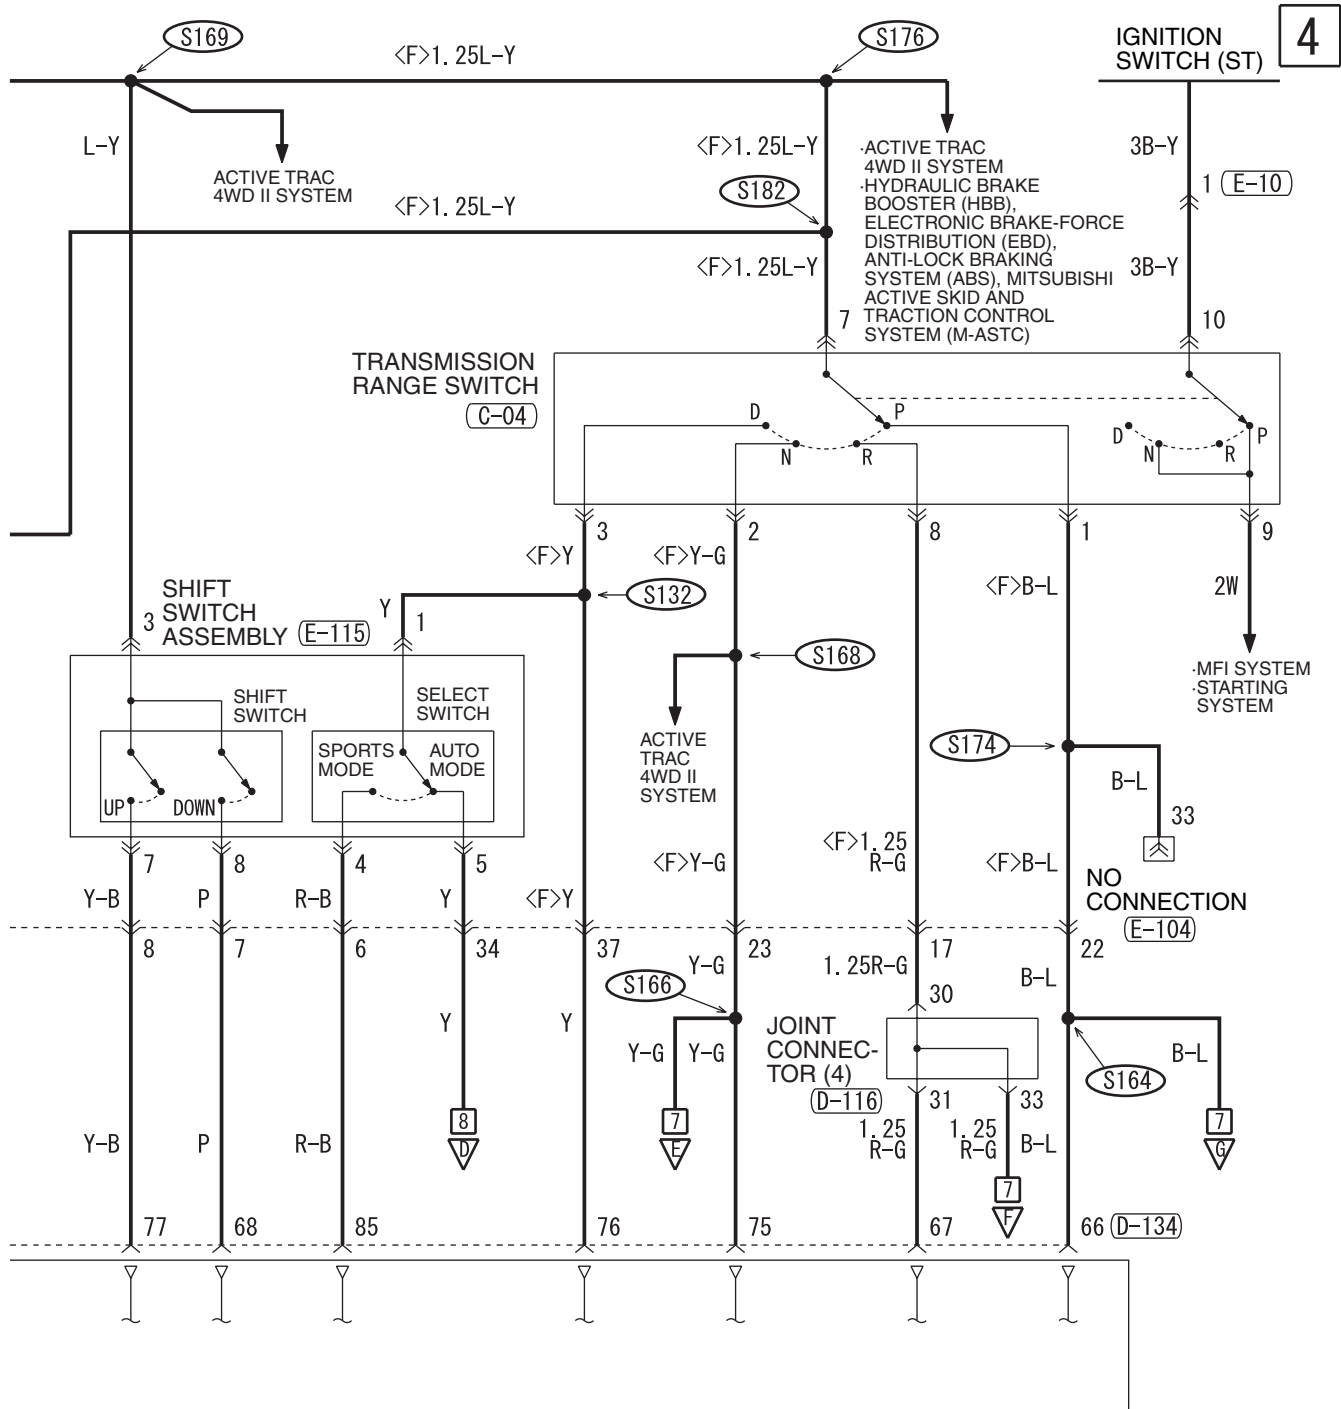 4
S169
S176
<F>1.25L-Y
IGNITION
SWITCH (ST)
L-Y
ACTIVE TRAC
4WD II SYSTEM
<F>1.25L-Y
S182
<F>1.25L-Y
<F>1.25L-Y
·ACTIVE TRAC
4WD II SYSTEM
·HYDRAULIC BRAKE
BOOSTER (HBB),
ELECTRONIC BRAKE-FORCE
DISTRIBUTION (EBD),
ANTI-LOCK BRAKING
SYSTEM (ABS), MITSUBISHI
ACTIVE SKID AND
TRACTION CONTROL
SYSTEM (M-ASTC)
3B-Y
1 E-10
3B-Y
7
10
TRANSMISSION
RANGE SWITCH
C-04
D
P
N
R
D
P
N
R
3
2
8
1
9
<F>Y
<F>Y-G
<F>B-L
2W
S132
S168
·MFI SYSTEM
·STARTING
SYSTEM
SHIFT
SWITCH
ASSEMBLY E-115
3
Y
1
SHIFT
SWITCH
SELECT
SWITCH
SPORTS
MODE
AUTO
MODE
UP
DOWN
ACTIVE
TRAC
4WD II
SYSTEM
S174
B-L
33
NO
CONNECTION
E-104
7
8
4
5
Y-B
P
R-B
Y
<F>Y
<F>Y-G
<F>1.25
R-G
<F>B-L
8
7
6
34
37
23
17
22
Y-G
1.25R-G
B-L
S166
30
Y
Y
Y-G
Y-G
JOINT
CONNEC-
TOR (4)
D-116
S164
B-L
31
33
8
D
7
E
7
G
Y-B
P
R-B
1.25
R-G
1.25
R-G
B-L
7
F
77
68
85
76
75
67
66 D-134